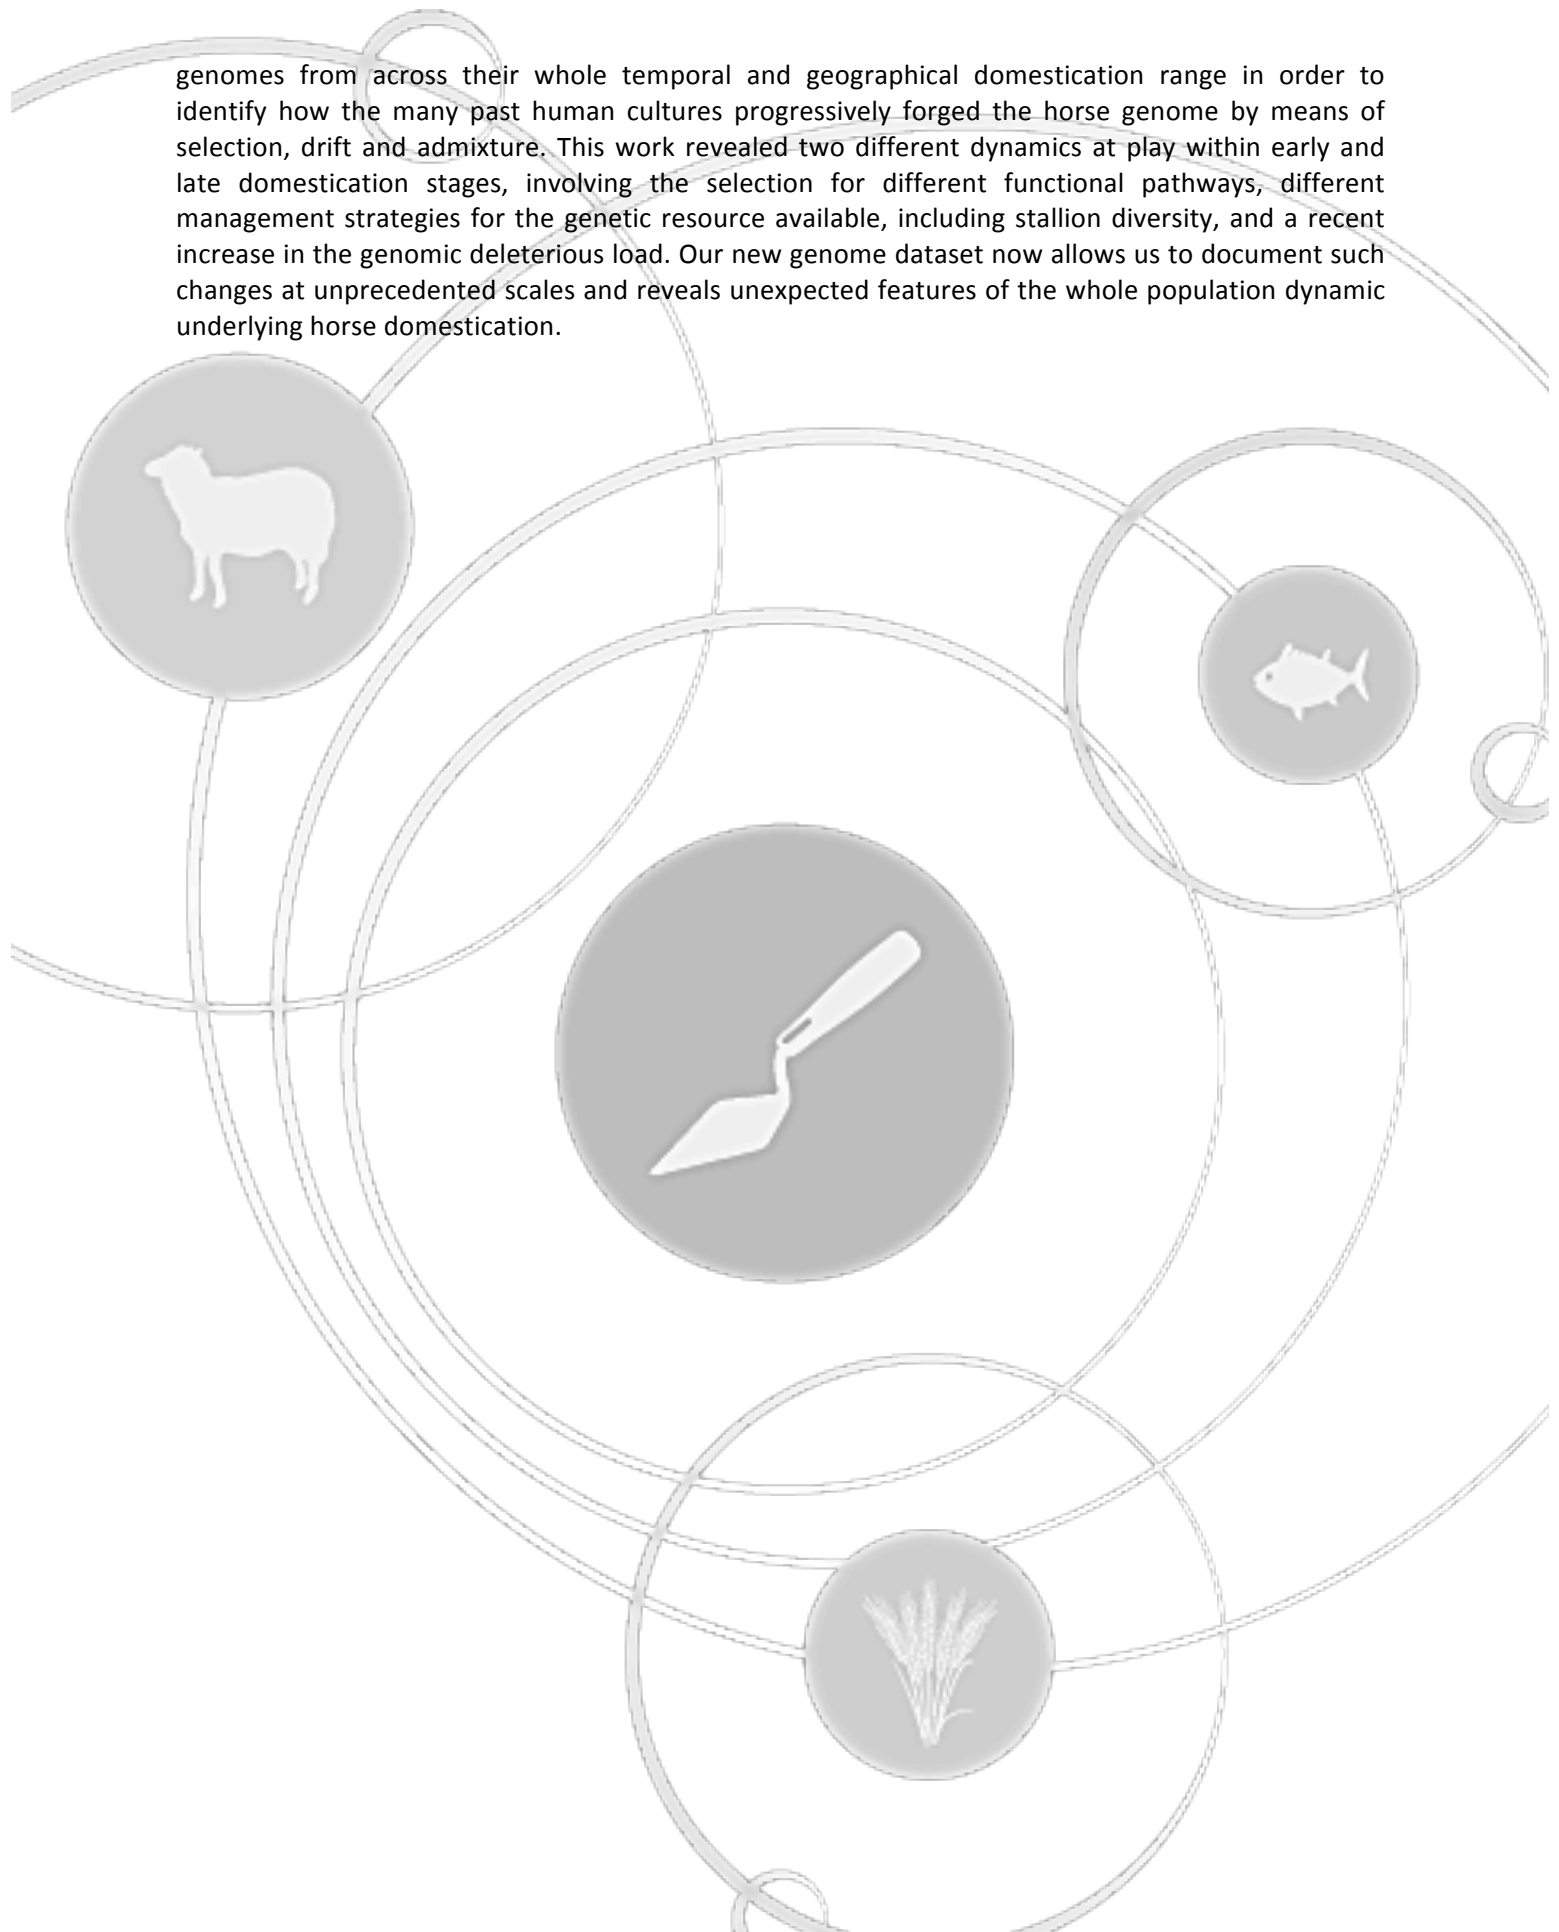 genomes from across their whole temporal and geographical domestication range in order to
identify how the many past human cultures progressively forged the horse genome by means of
selection, drift and admixture. This work revealed two different dynamics at play within early and
late domestication stages, involving the selection for different functional pathways, different
management strategies for the genetic resource available, including stallion diversity, and a recent
increase in the genomic deleterious load. Our new genome dataset now allows us to document such
changes at unprecedented scales and reveals unexpected features of the whole population dynamic
underlying horse domestication.